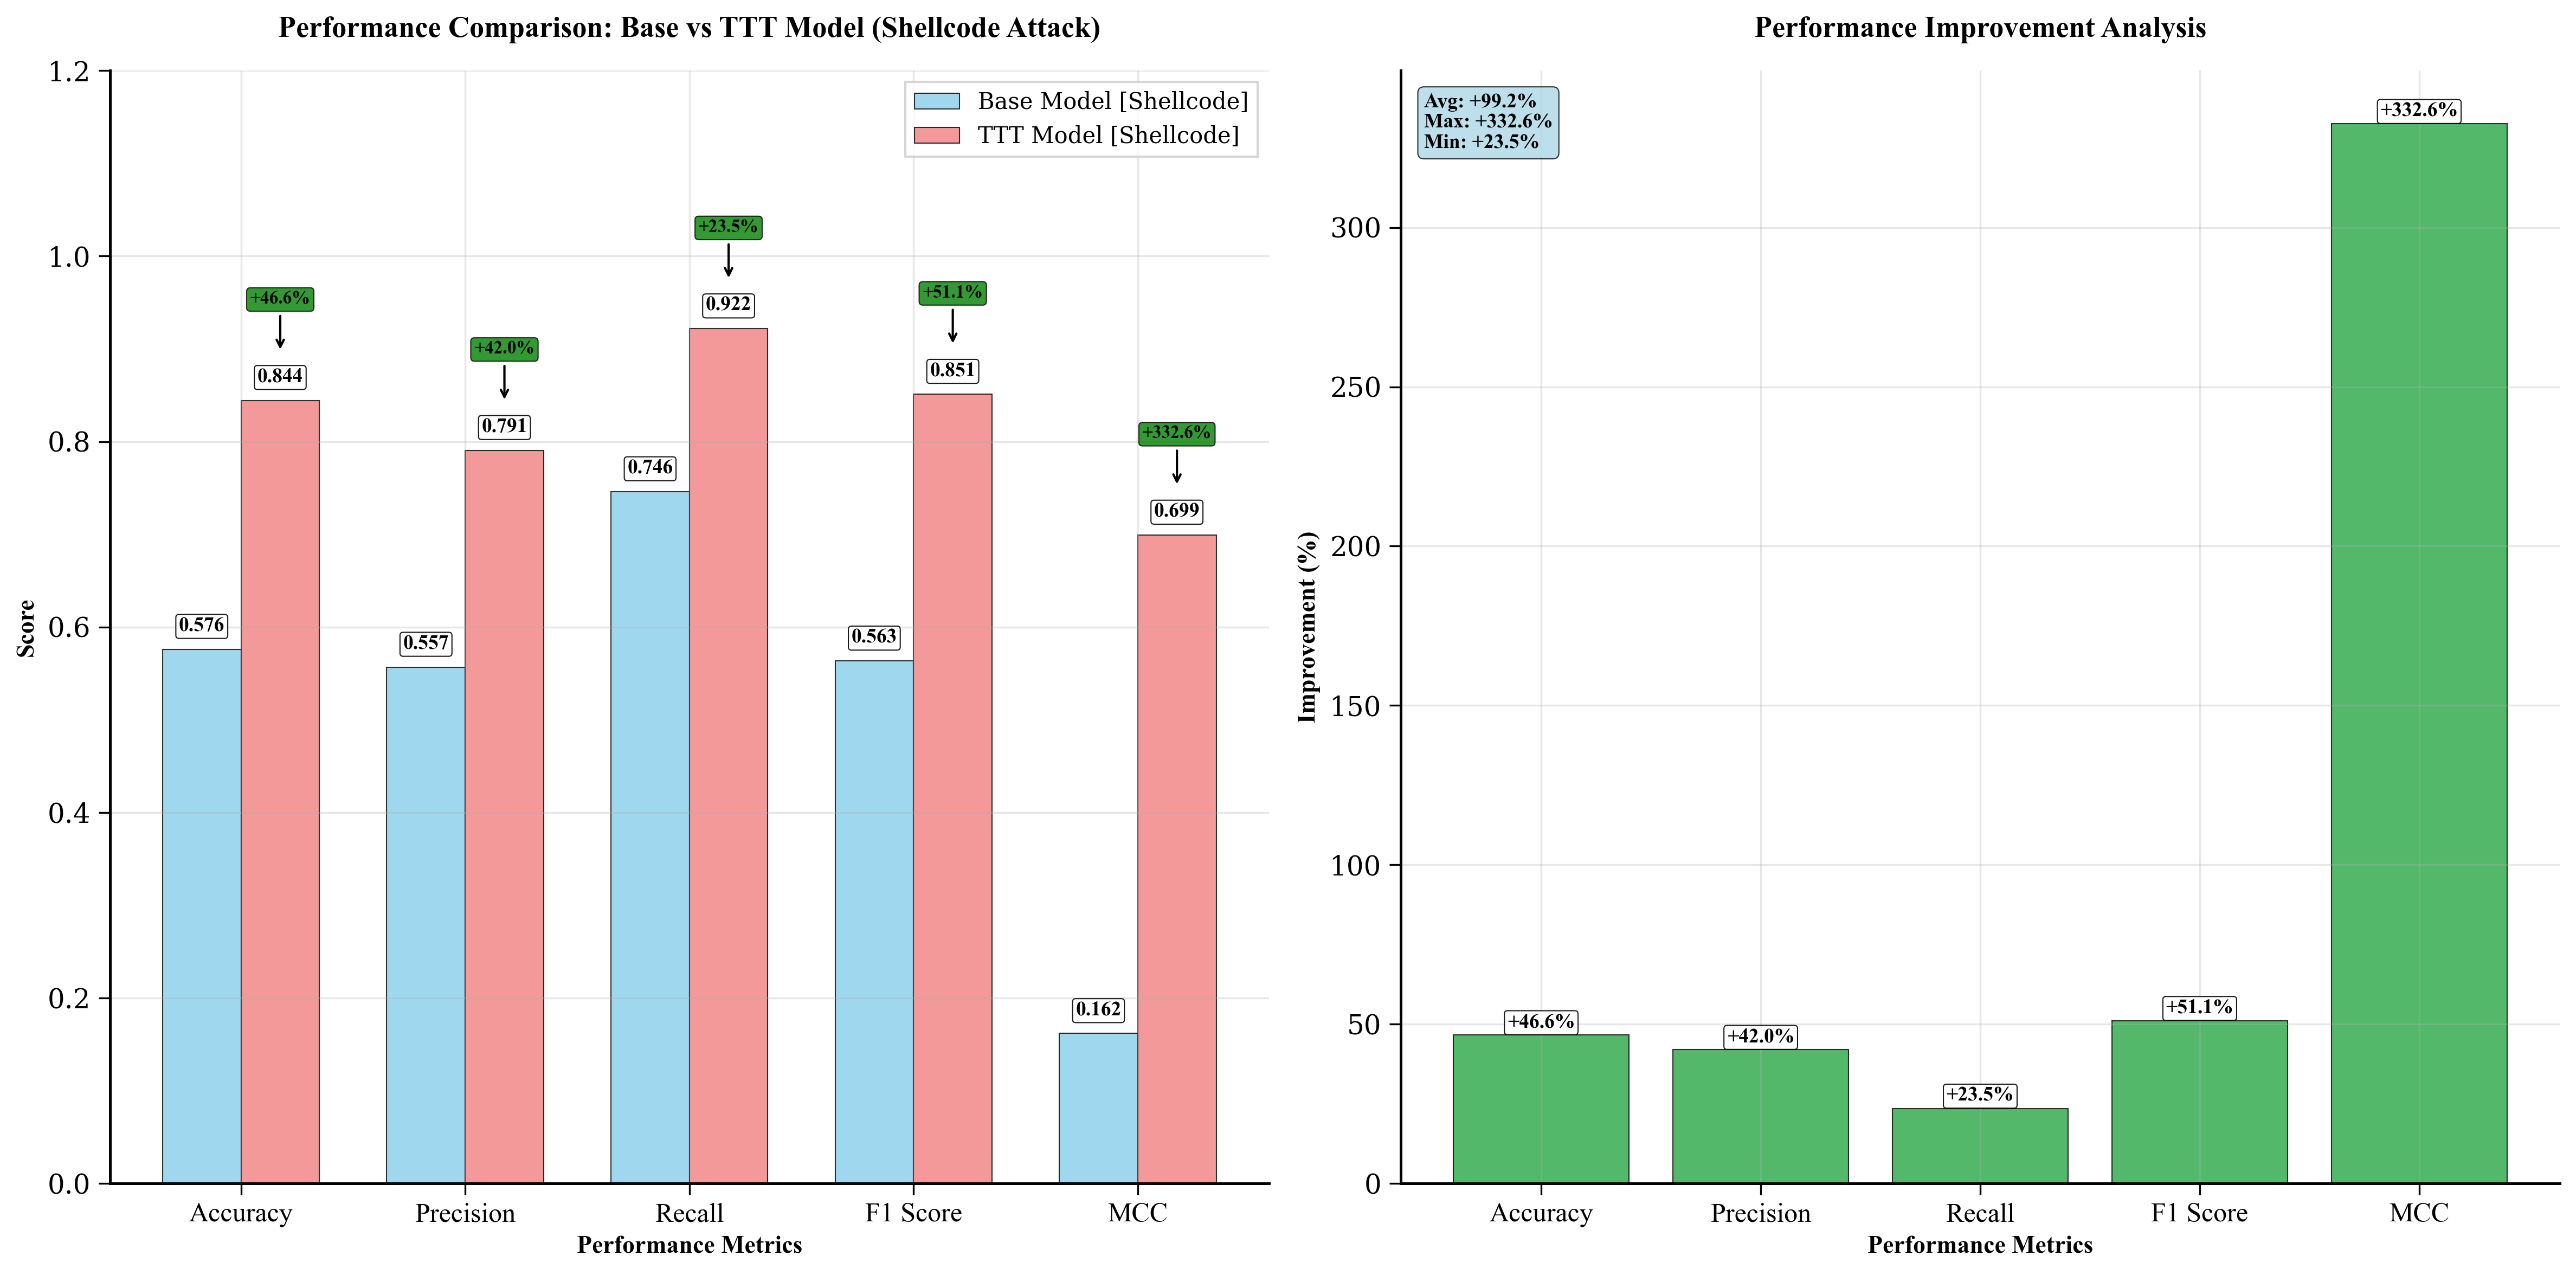 Performance Comparison: Base vs TTT Model (Shellcode Attack)
1.2
1.0
0.8
0.6
0.4
0.2
0.0
Score
Base Model [Shellcode]
TTT Model [Shellcode]
+46.6%
+42.0%
+23.5%
+51.1%
+332.6%
0.576
0.844
0.557
0.791
0.746
0.922
0.563
0.851
0.162
0.699
Accuracy
Precision
Recall
F1 Score
MCC
Performance Metrics
Performance Improvement Analysis
Avg: +99.2%
Max: +332.6%
Min: +23.5%
300
250
200
150
100
50
0
Improvement (%)
+46.6%
+42.0%
+23.5%
+51.1%
+332.6%
Accuracy
Precision
Recall
F1 Score
MCC
Performance Metrics